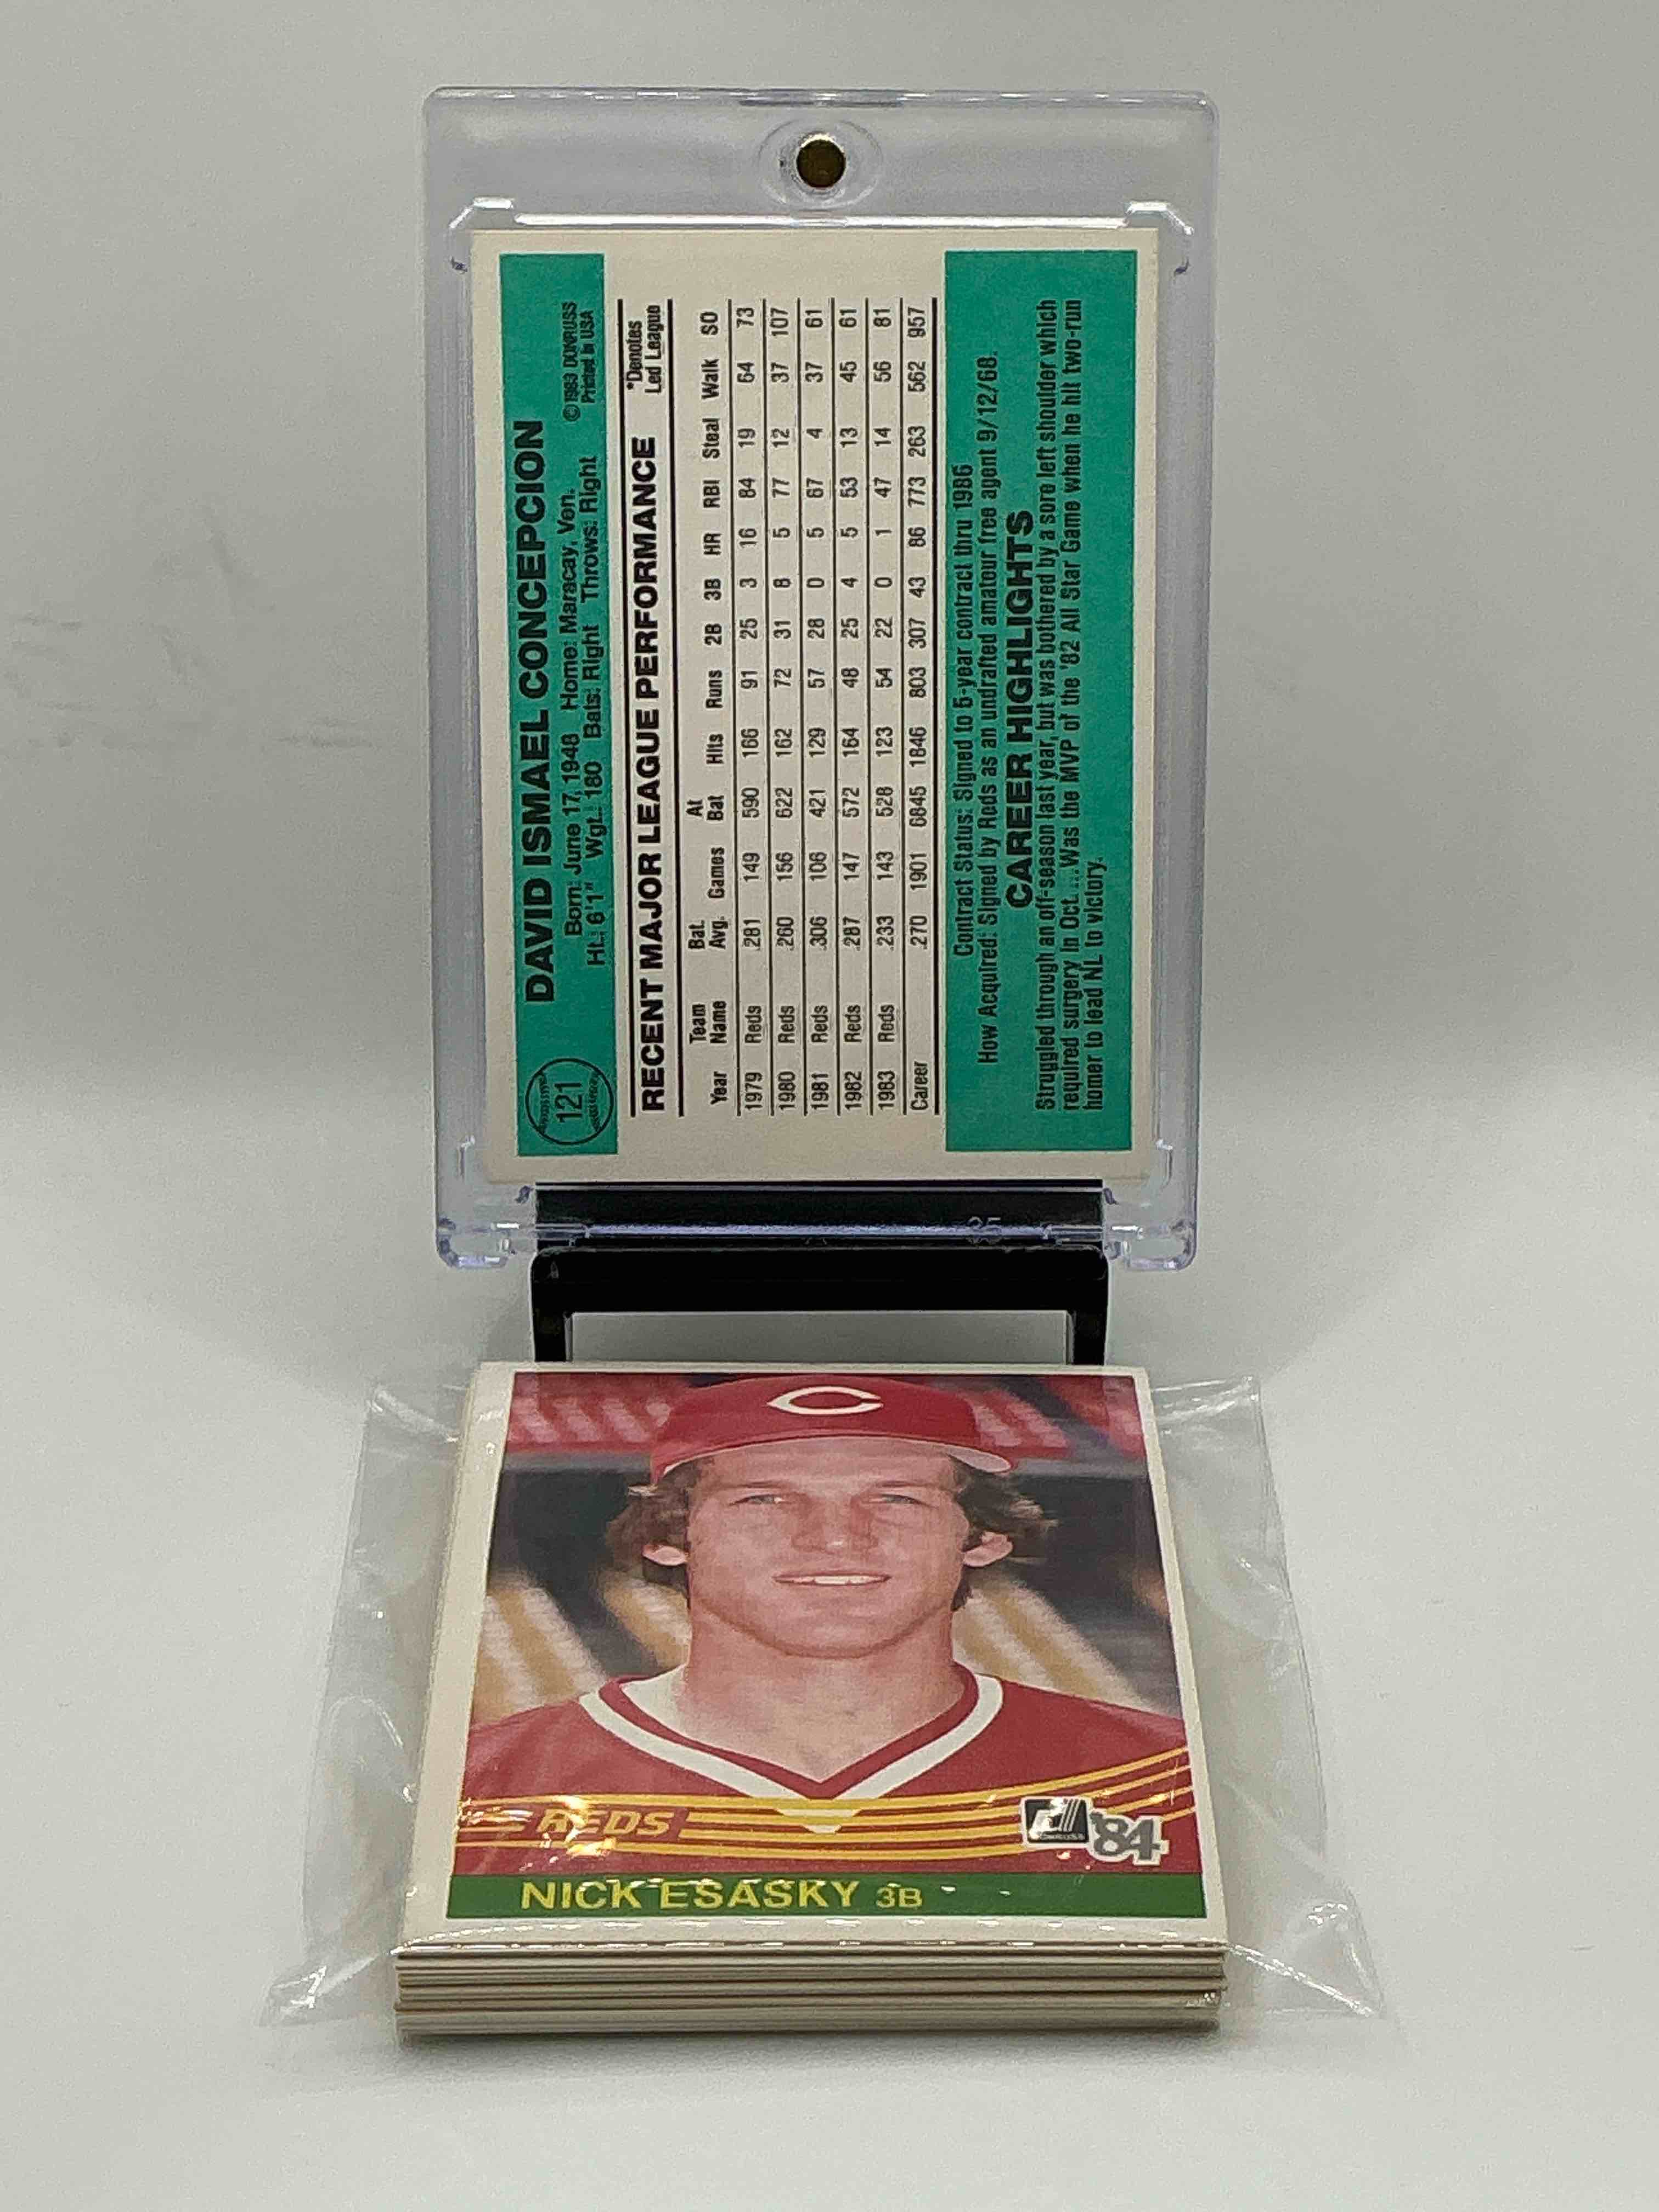 121
DAVID ISMAEL CONCEPCION
©1983 DONRUSS
Born: June 17, 1948 Home: Maracay, Ven.
Printed in USA
Ht.: 6'1" Wgt.: 180 Bats: Right Throws: Right
RECENT MAJOR LEAGUE PERFORMANCE
*Denotes
Led League
Year Team Name Bat. Avg. Games At Bat Hits Runs 2B 3B HR RBI Steal Walk SO
1979 Reds .281 149 590 166 91 25 3 16 84 19 64 73
1980 Reds .260 156 622 162 72 31 8 5 77 12 37 107
1981 Reds .306 106 421 129 57 28 0 5 67 4 37 61
1982 Reds .287 147 572 164 48 25 4 5 53 13 45 61
1983 Reds .233 143 528 123 54 22 0 1 47 14 56 81
Career .270 1901 6845 1846 803 307 43 86 773 263 562 957
Contract Status: Signed to 5-year contract thru 1986
How Acquired: Signed by Reds as an undrafted amateur free agent 9/12/68.
CAREER HIGHLIGHTS
Struggled through an off-season last year, but was bothered by a sore left shoulder which
required surgery in Oct. ... Was the MVP of the '82 All Star Game when he hit two-run
homer to lead NL to victory.
35
C
REDS
DONRUSS '84
NICK ESASKY 3B